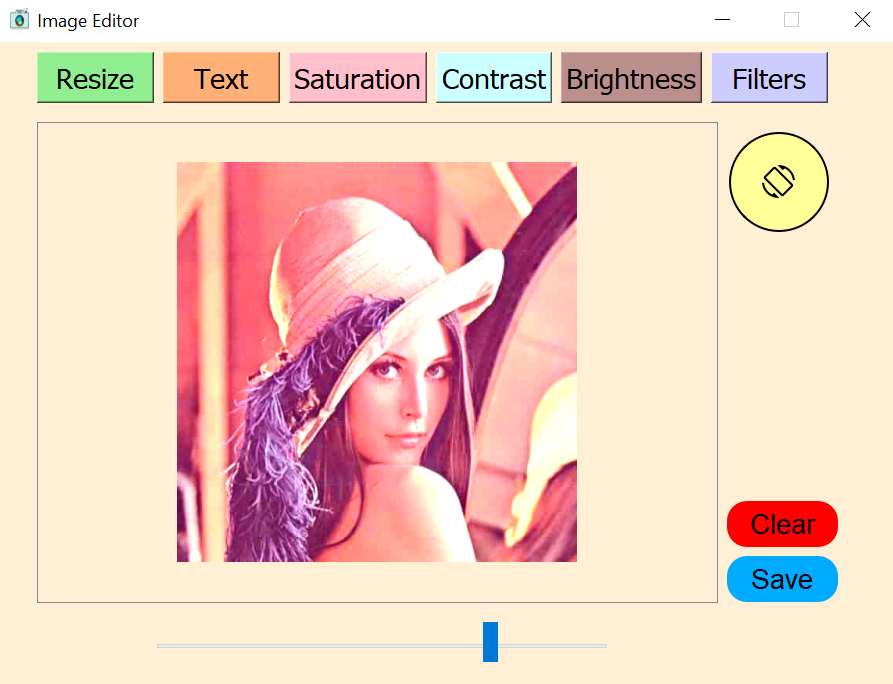 Image Editor
Resize Text Saturation Contrast Brightness Filters
Clear
Save